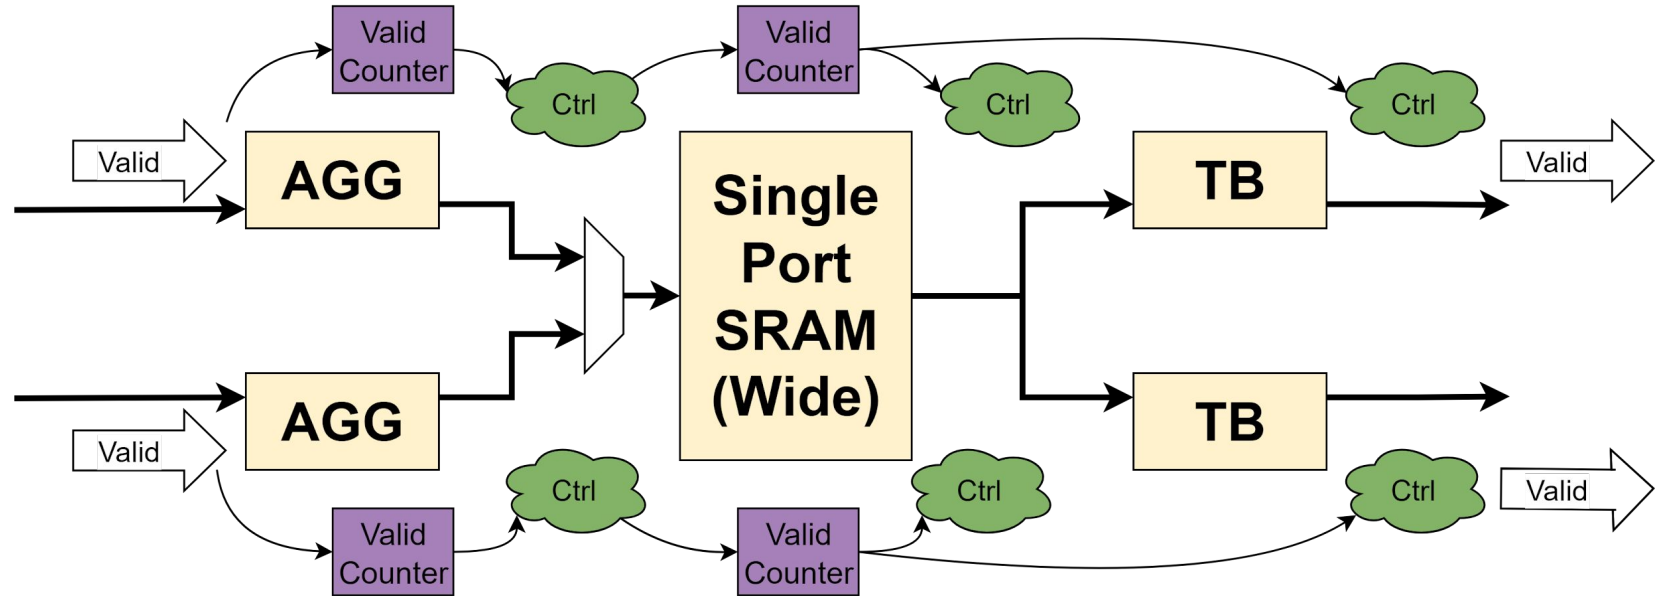 Valid
Counter
Valid
Counter
Ctrl
Ctrl
Ctrl
Valid
AGG
Single
Port
SRAM
(Wide)
TB
Valid
AGG
TB
Valid
Ctrl
Ctrl
Ctrl
Valid
Valid
Counter
Valid
Counter